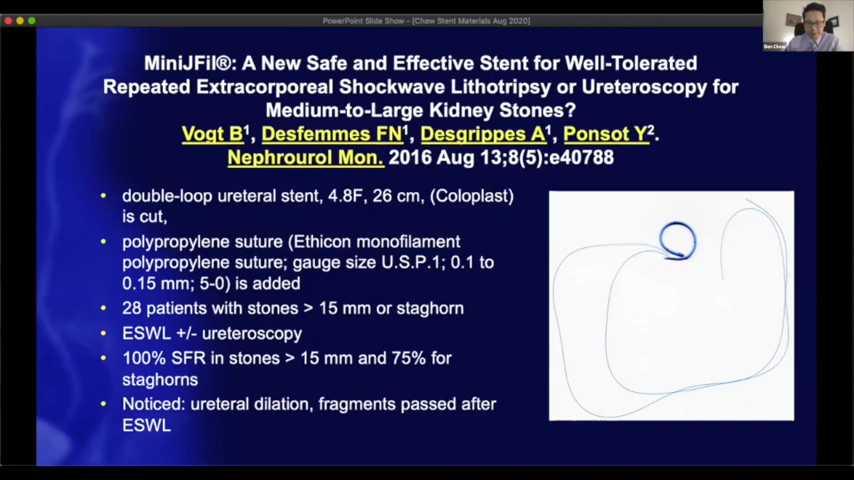 PowerPoint Slide Show - [Chew Stent Materials Aug 2020]
Ben Chew
MiniJFil®: A New Safe and Effective Stent for Well-Tolerated
Repeated Extracorporeal Shockwave Lithotripsy or Ureteroscopy for
Medium-to-Large Kidney Stones?
Vogt B1, Desfemmes FN1, Desgrippes A1, Ponsot Y2.
Nephrourol Mon. 2016 Aug 13;8(5):e40788
• double-loop ureteral stent, 4.8F, 26 cm, (Coloplast)
is cut,
• polypropylene suture (Ethicon monofilament
polypropylene suture; gauge size U.S.P.1; 0.1 to
0.15 mm; 5-0) is added
• 28 patients with stones > 15 mm or staghorn
• ESWL +/- ureteroscopy
• 100% SFR in stones > 15 mm and 75% for
staghorns
• Noticed: ureteral dilation, fragments passed after
ESWL